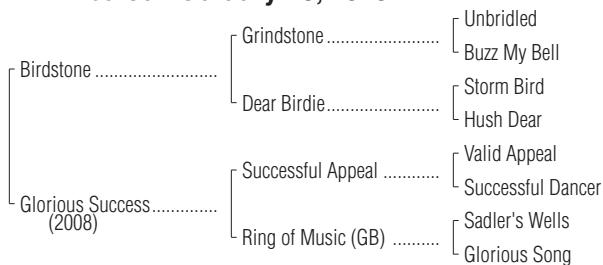 Unbridled
Grindstone
Buzz My Bell
Birdstone
Storm Bird
Dear Birdie
Hush Dear
Valid Appeal
Successful Appeal
Successful Dancer
Glorious Success
(2008)
Sadler's Wells
Ring of Music (GB)
Glorious Song